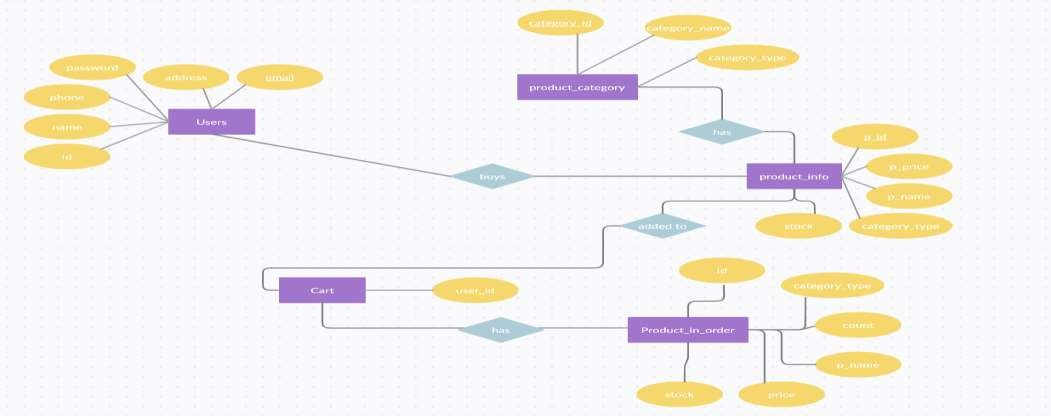 category_id
category_name
category_type
password
address
gmail
phone
name
id
Users
product_category
has
buys
p_id
p_price
p_name
category_type
product_info
stock
added to
Cart
user_id
has
id
category_type
Product_in_order
count
p_name
stock
price